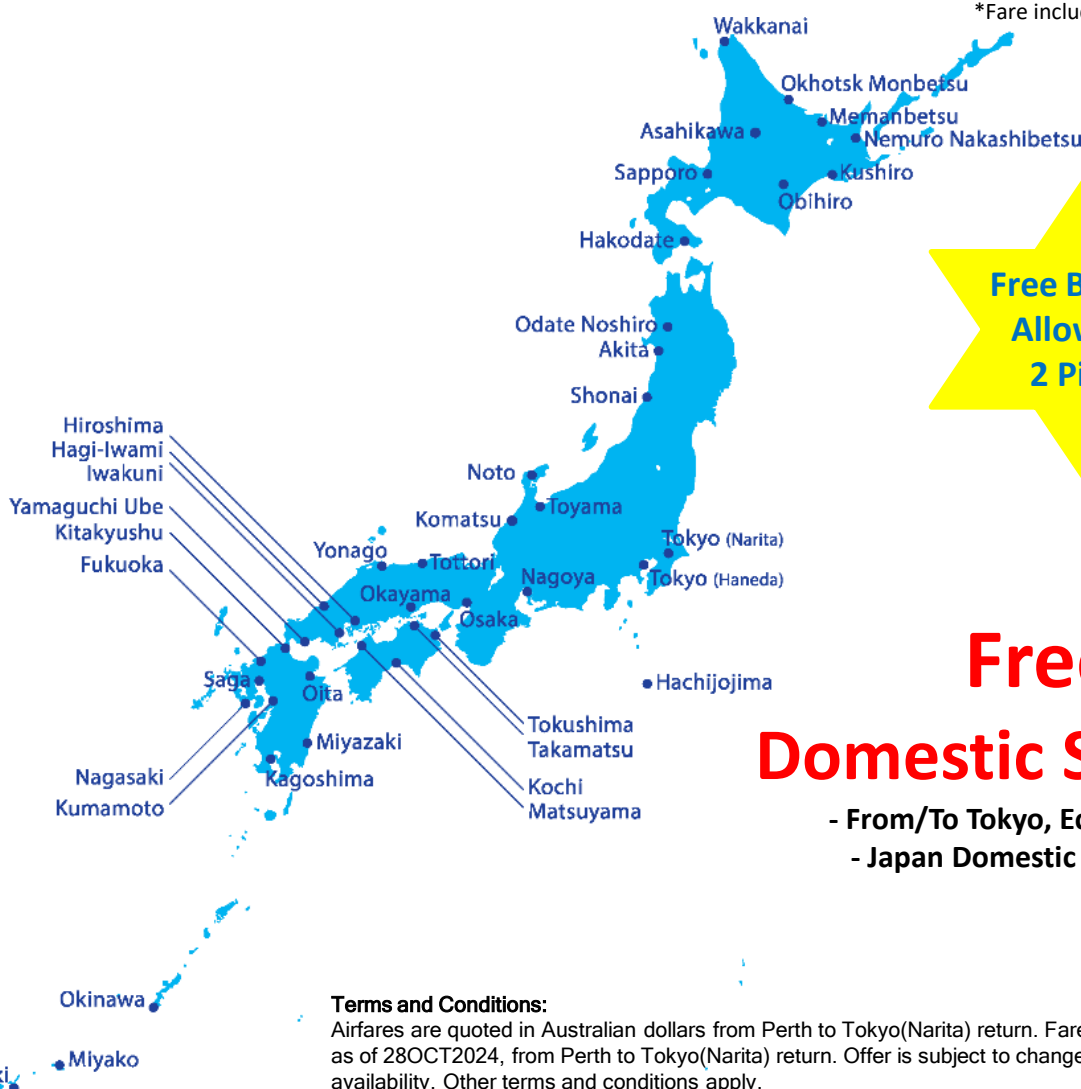 *Fare inclu
Wakkanai
Okhotsk Monbetsu
Memanbetsu
Asahikawa
Nemuro Nakashibetsu
Sapporo
Kushiro
Obihiro
Hakodate
Free B
Allow
2 Pi
Odate Noshiro
Akita
Shonai
Hiroshima
Hagi-Iwami
Iwakuni
Yamaguchi Ube
Kitakyushu
Fukuoka
Noto
Toyama
Komatsu
Tokyo (Narita)
Yonago
Tottori
Nagoya
Tokyo (Haneda)
Okayama
Osaka
Saga
Oita
Hachijojima
Miyazaki
Kagoshima
Nagasaki
Kumamoto
Tokushima
Takamatsu
Kochi
Matsuyama
Free
Domestic S
- From/To Tokyo, Ec
- Japan Domestic
Okinawa
Miyako
ki
Terms and Conditions:
Airfares are quoted in Australian dollars from Perth to Tokyo(Narita) return. Fare
as of 28OCT2024, from Perth to Tokyo(Narita) return. Offer is subject to change
availability. Other terms and conditions apply.